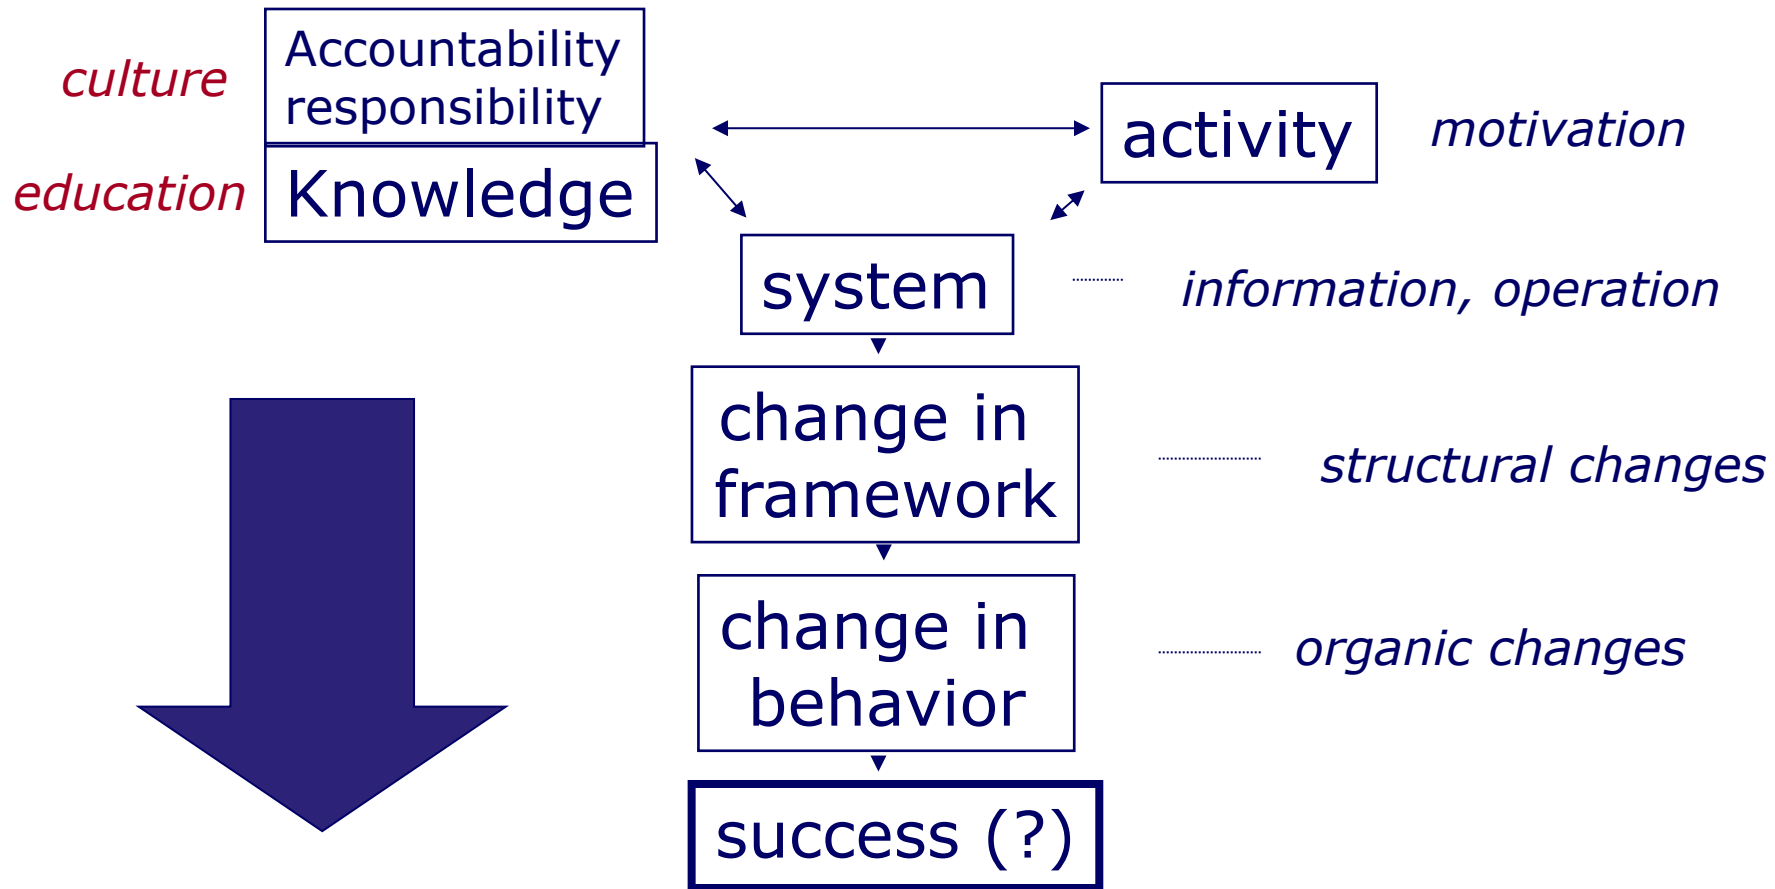 culture
Accountability
responsibility
education
Knowledge
activity
motivation
system
information, operation
change in
framework
structural changes
change in
behavior
organic changes
success (?)